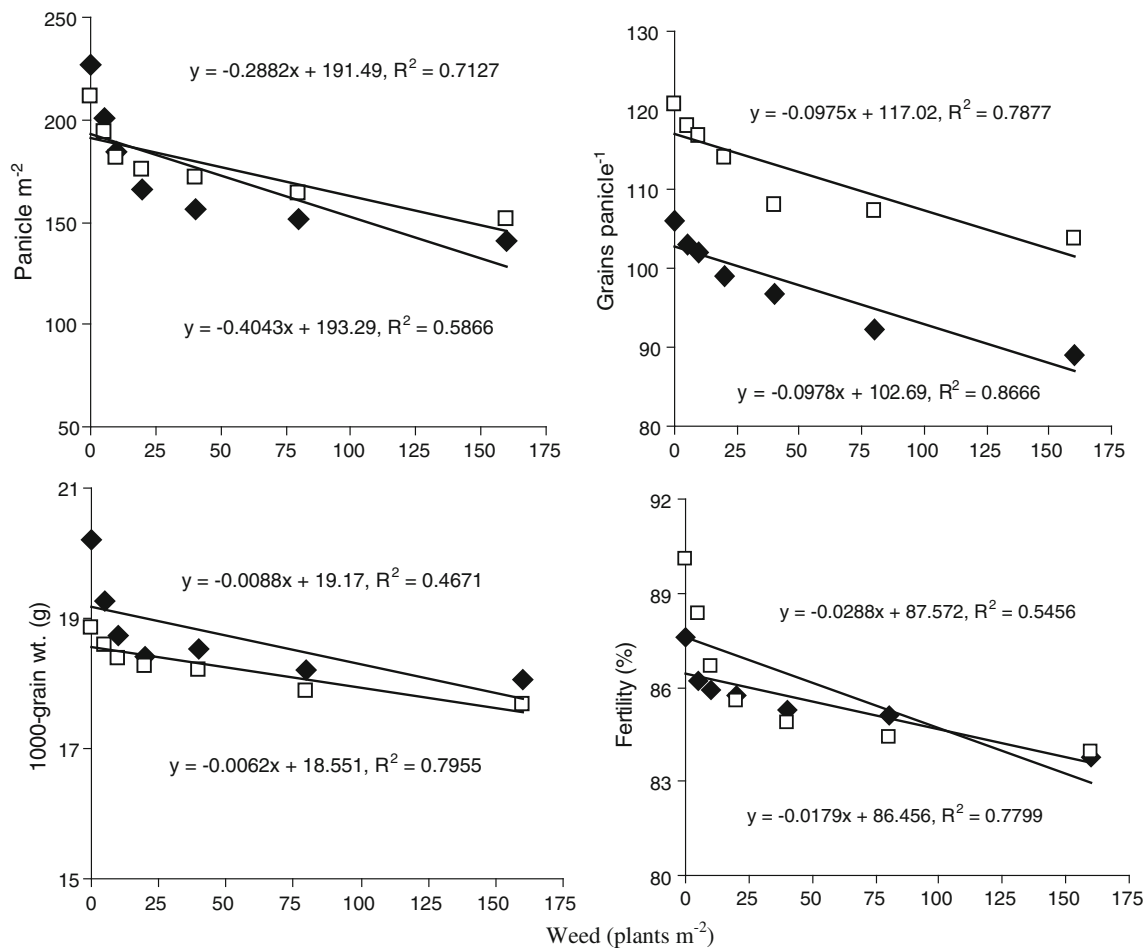 250
200
150
100
50
Panicle m⁻²
y = -0.2882x + 191.49, R² = 0.7127
y = -0.4043x + 193.29, R² = 0.5866
0 25 50 75 100 125 150 175
130
120
110
100
90
80
Grains panicle⁻¹
y = -0.0975x + 117.02, R² = 0.7877
y = -0.0978x + 102.69, R² = 0.8666
0 25 50 75 100 125 150 175
21
19
17
15
1000-grain wt. (g)
y = -0.0088x + 19.17, R² = 0.4671
y = -0.0062x + 18.551, R² = 0.7955
0 25 50 75 100 125 150 175
92
89
86
83
80
Fertility (%)
y = -0.0288x + 87.572, R² = 0.5456
y = -0.0179x + 86.456, R² = 0.7799
0 25 50 75 100 125 150 175
Weed (plants m⁻²)